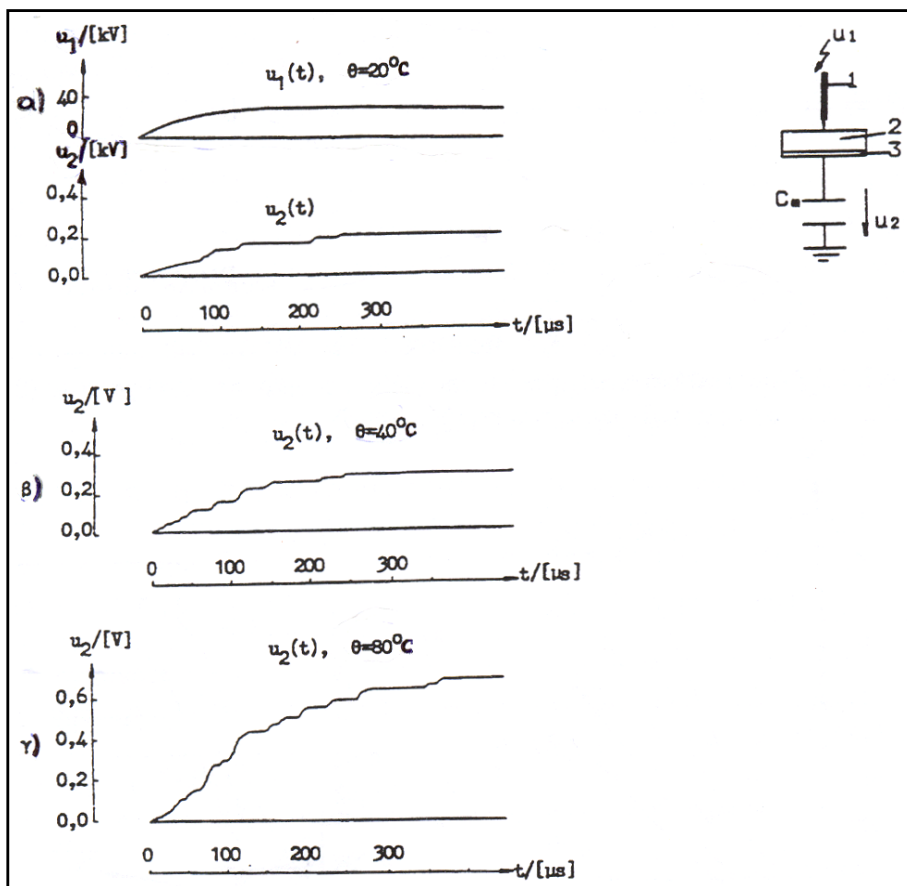 u₁/[kV]
u₁(t), θ=20°C
α)
40
0
u₂/[kV]
0,4
u₂(t)
0,2
0,0
0 100 200 300
t/[μs]
u₁
1
2
3
Cₘ
u₂
u₂/[V ]
u₂(t), θ=40°C
0,4
β)
0,2
0,0
0 100 200 300
t/[μs]
u₂/[V]
u₂(t), θ=80°C
0,6
γ)
0,4
0,2
0,0
0 100 200 300
t/[μs]